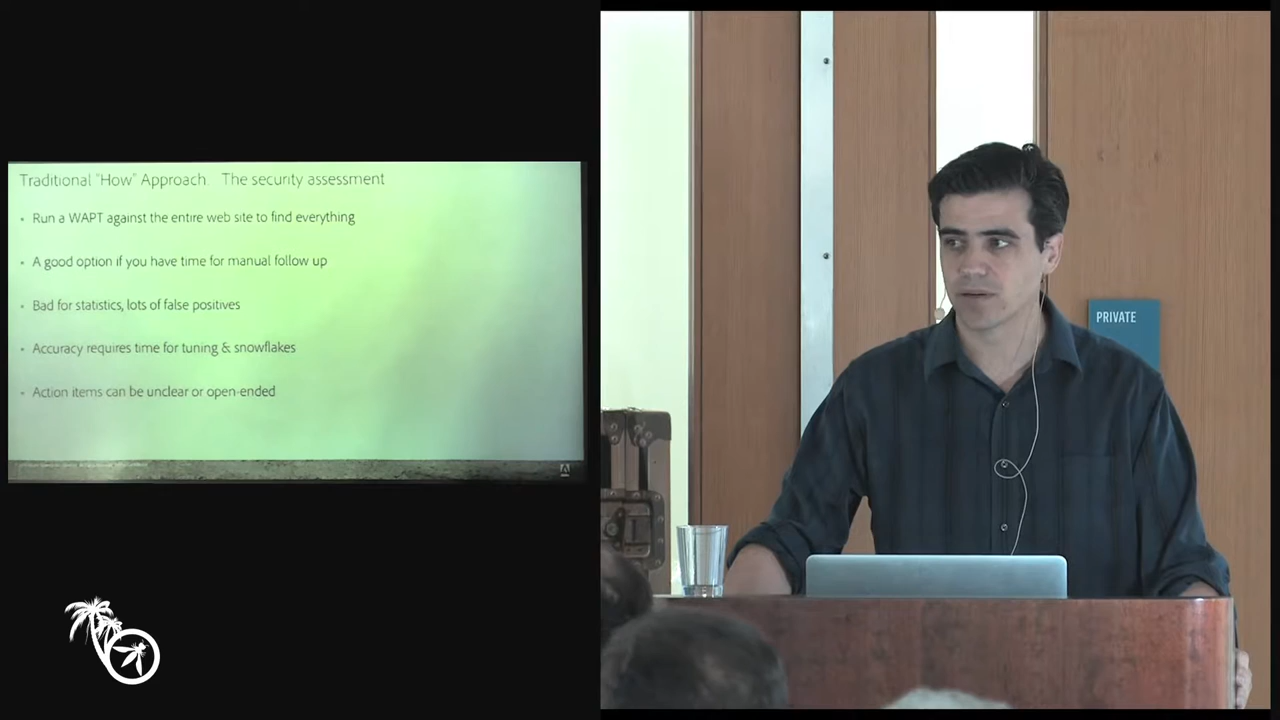 Traditional "How" Approach. The security assessment
• Run a WAPT against the entire web site to find everything
• A good option if you have time for manual follow up
• Bad for statistics, lots of false positives
• Accuracy requires time for tuning & snowflakes
• Action items can be unclear or open-ended
PRIVATE